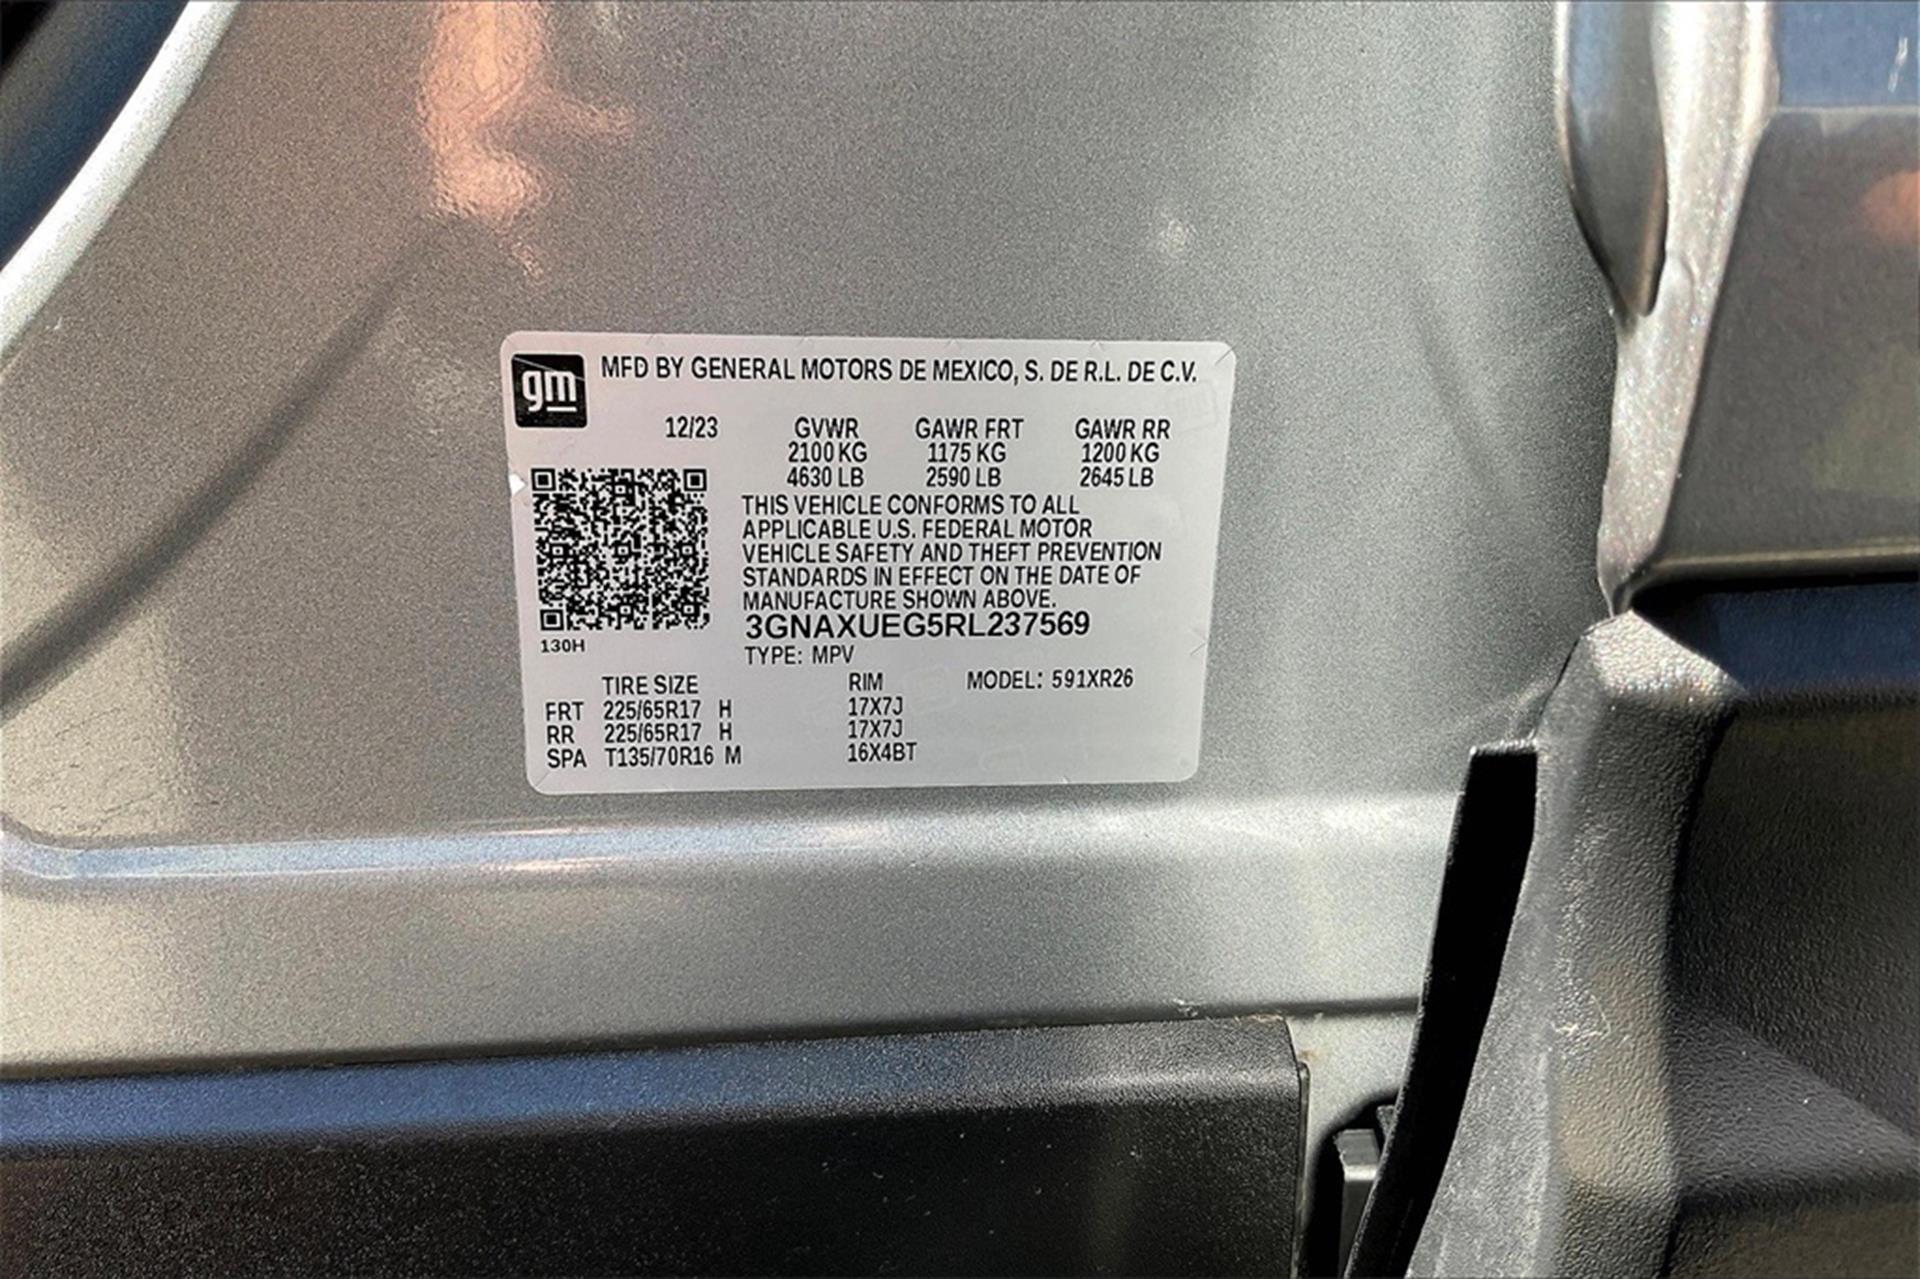 gm MFD BY GENERAL MOTORS DE MEXICO, S. DE R.L. DE C.V.
12/23 GVWR GAWR FRT GAWR RR
2100 KG 1175 KG 1200 KG
4630 LB 2590 LB 2645 LB
THIS VEHICLE CONFORMS TO ALL
APPLICABLE U.S. FEDERAL MOTOR
VEHICLE SAFETY AND THEFT PREVENTION
STANDARDS IN EFFECT ON THE DATE OF
MANUFACTURE SHOWN ABOVE.
3GNAXUEG5RL237569
130H
TYPE: MPV
TIRE SIZE RIM MODEL: 591XR26
FRT 225/65R17 H 17X7J
RR 225/65R17 H 17X7J
SPA T135/70R16 M 16X4BT